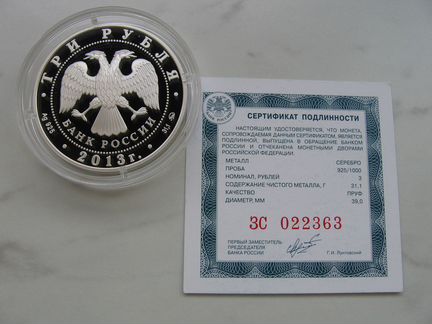 ТРИ РУБЛЯ
Ag 925
БАНК РОССИИ
31,1
2013г.
СЕРТИФИКАТ ПОДЛИННОСТИ
НАСТОЯЩИМ УДОСТОВЕРЯЕТСЯ, ЧТО МОНЕТА,
СОПРОВОЖДАЕМАЯ ДАННЫМ СЕРТИФИКАТОМ, ЯВЛЯЕТСЯ
ПОДЛИННОЙ, ВЫПУЩЕНА В ОБРАЩЕНИЕ БАНКОМ
РОССИИ И ОТЧЕКАНЕНА МОНЕТНЫМИ ДВОРАМИ
РОССИЙСКОЙ ФЕДЕРАЦИИ.
МЕТАЛЛ СЕРЕБРО
ПРОБА 925/1000
НОМИНАЛ, РУБЛЕЙ 3
СОДЕРЖАНИЕ ЧИСТОГО МЕТАЛЛА, Г 31,1
КАЧЕСТВО ПРУФ
ДИАМЕТР, ММ 39,0
ЗС 022363
ПЕРВЫЙ ЗАМЕСТИТЕЛЬ
ПРЕДСЕДАТЕЛЯ
БАНКА РОССИИ Г.И. Лунтовский